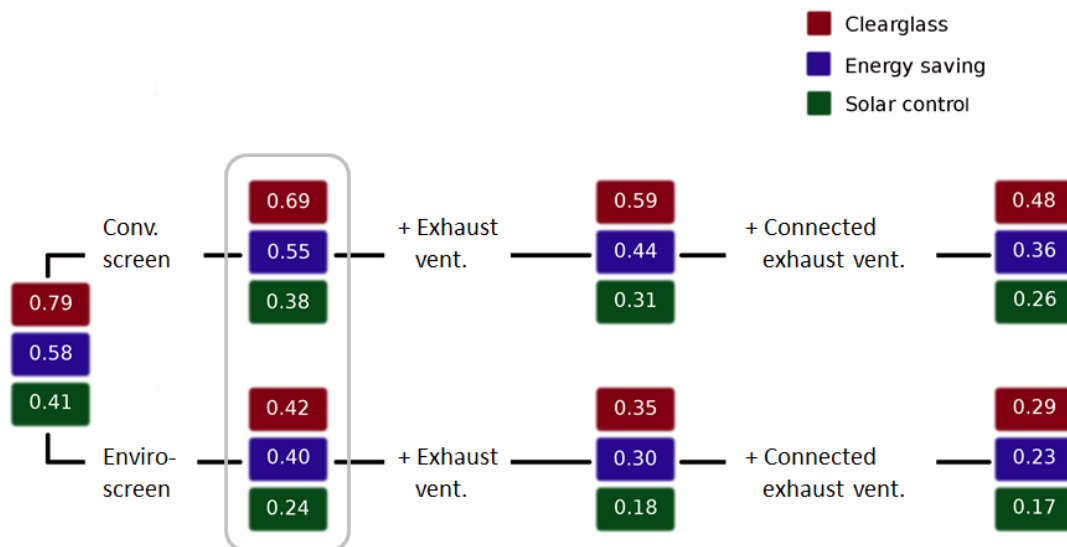 Clearglass
Energy saving
Solar control
0.69
0.59
0.48
Conv.
screen
+ Exhaust
vent.
+ Connected
exhaust vent.
0.55
0.44
0.36
0.38
0.31
0.26
0.79
0.58
0.41
0.42
0.35
0.29
Enviro-
screen
+ Exhaust
vent.
+ Connected
exhaust vent.
0.40
0.30
0.23
0.24
0.18
0.17